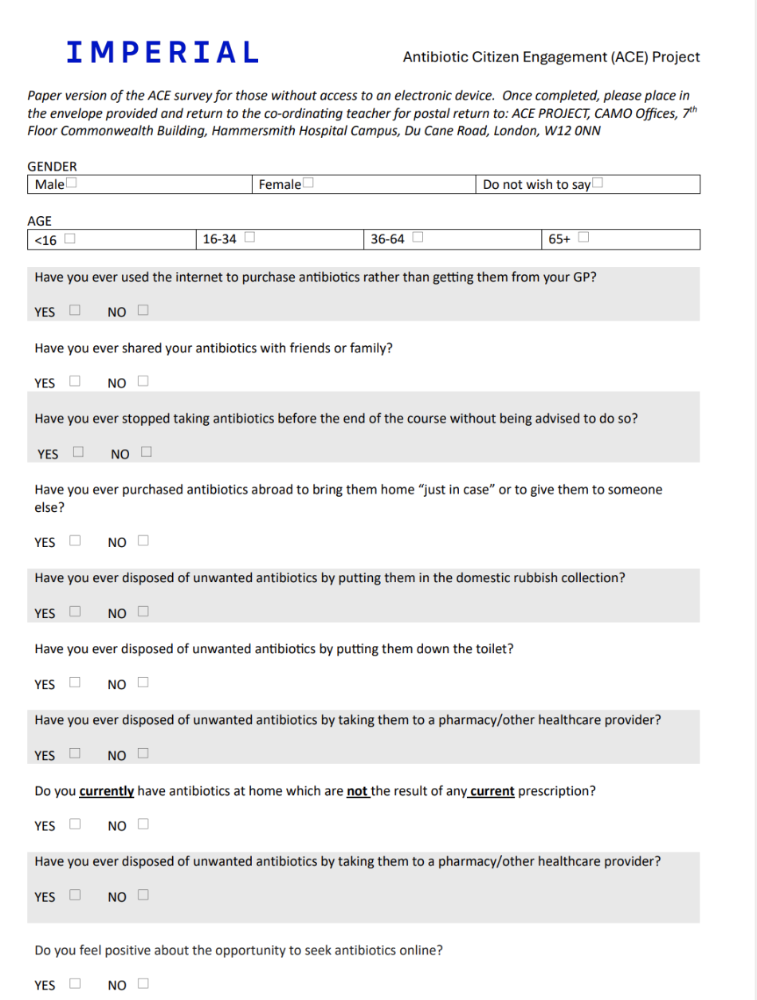 IMPERIAL
Antibiotic Citizen Engagement (ACE) Project
Paper version of the ACE survey for those without access to an electronic device.  Once completed, please place in
the envelope provided and return to the co-ordinating teacher for postal return to: ACE PROJECT, CAMO Offices, 7th
Floor Commonwealth Building, Hammersmith Hospital Campus, Du Cane Road, London, W12 0NN
GENDER
Male☐ Female☐ Do not wish to say☐
AGE
<16 ☐ 16-34 ☐ 36-64 ☐ 65+ ☐
Have you ever used the internet to purchase antibiotics rather than getting them from your GP?
YES ☐ NO ☐
Have you ever shared your antibiotics with friends or family?
YES ☐ NO ☐
Have you ever stopped taking antibiotics before the end of the course without being advised to do so?
YES ☐ NO ☐
Have you ever purchased antibiotics abroad to bring them home “just in case” or to give them to someone
else?
YES ☐ NO ☐
Have you ever disposed of unwanted antibiotics by putting them in the domestic rubbish collection?
YES ☐ NO ☐
Have you ever disposed of unwanted antibiotics by putting them down the toilet?
YES ☐ NO ☐
Have you ever disposed of unwanted antibiotics by taking them to a pharmacy/other healthcare provider?
YES ☐ NO ☐
Do you currently have antibiotics at home which are not the result of any current prescription?
YES ☐ NO ☐
Have you ever disposed of unwanted antibiotics by taking them to a pharmacy/other healthcare provider?
YES ☐ NO ☐
Do you feel positive about the opportunity to seek antibiotics online?
YES ☐ NO ☐